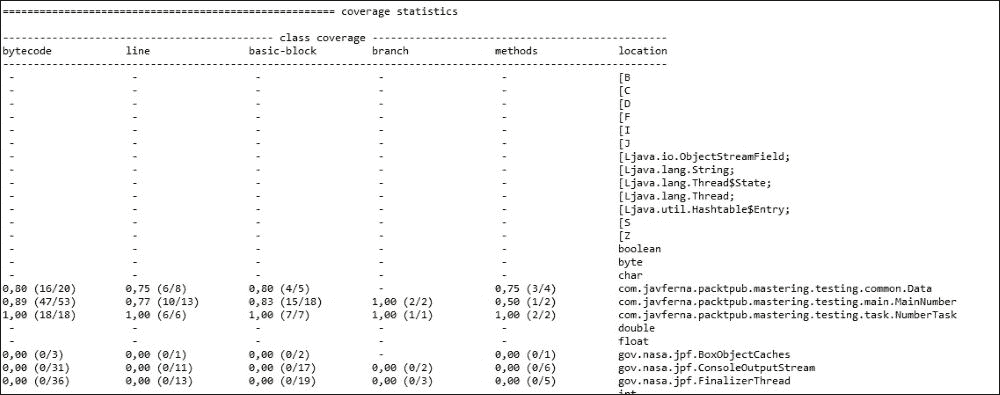 ====================================================== coverage statistics
-------------------------------------------- class coverage ------------------------------------------------
bytecode line basic-block branch methods location
------------------------------------------------------------------------------------------------------------
- - - - - [B
- - - - - [C
- - - - - [D
- - - - - [F
- - - - - [I
- - - - - [J
- - - - - [Ljava.io.ObjectStreamField;
- - - - - [Ljava.lang.String;
- - - - - [Ljava.lang.Thread$State;
- - - - - [Ljava.lang.Thread;
- - - - - [Ljava.util.Hashtable$Entry;
- - - - - [S
- - - - - [Z
- - - - - boolean
- - - - - byte
- - - - - char
0,80 (16/20) 0,75 (6/8) 0,80 (4/5) - 0,75 (3/4) com.javferna.packtpub.mastering.testing.common.Data
0,89 (47/53) 0,77 (10/13) 0,83 (15/18) 1,00 (2/2) 0,50 (1/2) com.javferna.packtpub.mastering.testing.main.MainNumber
1,00 (18/18) 1,00 (6/6) 1,00 (7/7) 1,00 (1/1) 1,00 (2/2) com.javferna.packtpub.mastering.testing.task.NumberTask
- - - - - double
- - - - - float
0,00 (0/3) 0,00 (0/1) 0,00 (0/2) - 0,00 (0/1) gov.nasa.jpf.BoxObjectCaches
0,00 (0/31) 0,00 (0/11) 0,00 (0/17) 0,00 (0/2) 0,00 (0/6) gov.nasa.jpf.ConsoleOutputStream
0,00 (0/36) 0,00 (0/13) 0,00 (0/19) 0,00 (0/3) 0,00 (0/5) gov.nasa.jpf.FinalizerThread